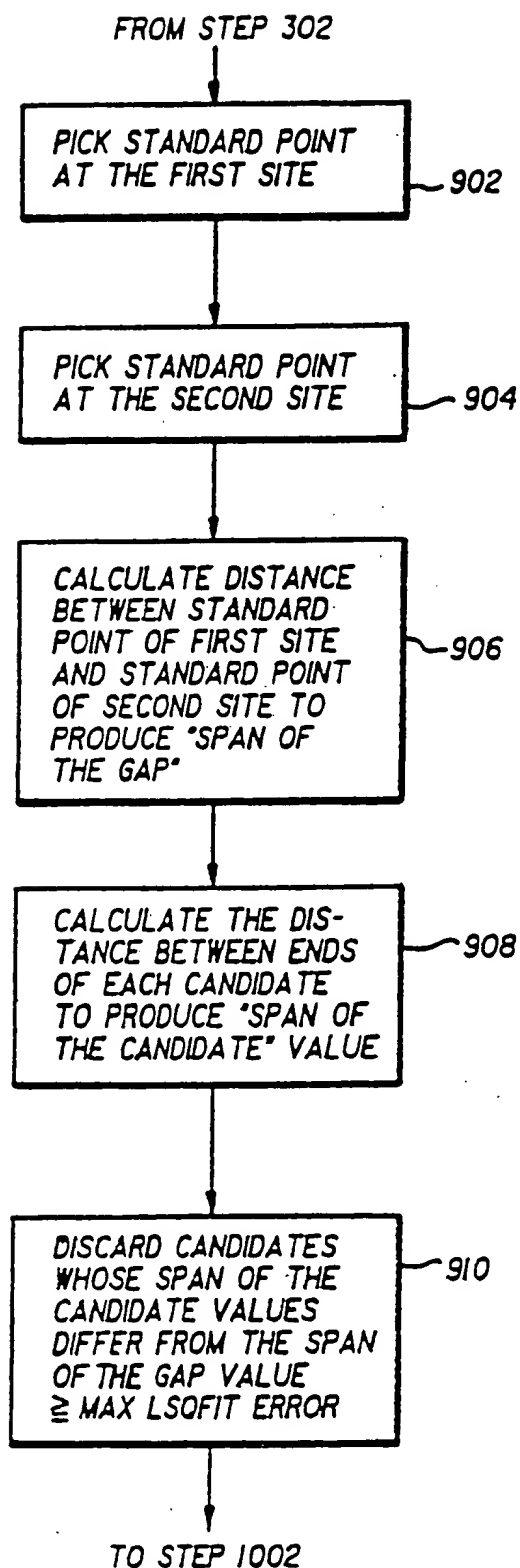 FROM STEP 302
PICK STANDARD POINT
AT THE FIRST SITE
902
PICK STANDARD POINT
AT THE SECOND SITE
904
CALCULATE DISTANCE
BETWEEN STANDARD
POINT OF FIRST SITE
AND STANDARD POINT
OF SECOND SITE TO
PRODUCE "SPAN OF
THE GAP"
906
CALCULATE THE DIS-
TANCE BETWEEN ENDS
OF EACH CANDIDATE
TO PRODUCE "SPAN OF
THE CANDIDATE" VALUE
908
DISCARD CANDIDATES
WHOSE SPAN OF THE
CANDIDATE VALUES
DIFFER FROM THE SPAN
OF THE GAP VALUE
≧ MAX LSQFIT ERROR
910
TO STEP 1002